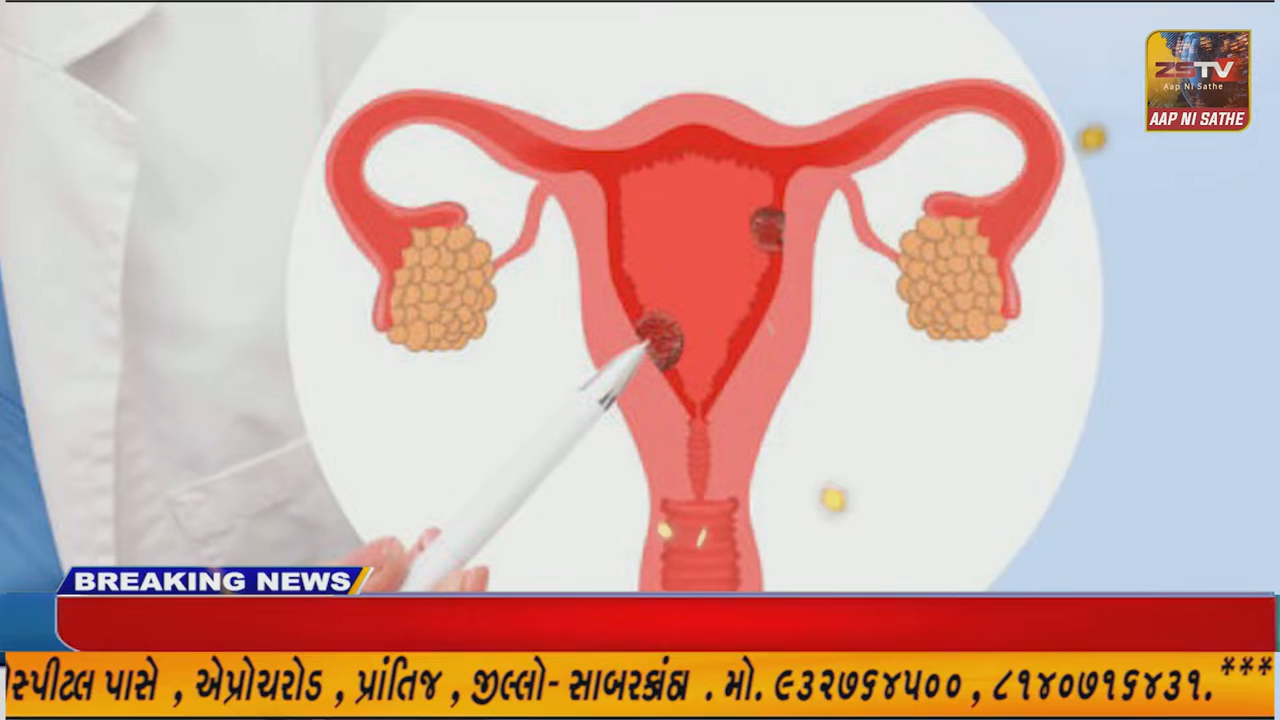 ZSTV
Aap Ni Sathe
AAP NI SATHE
BREAKING NEWS
સ્પીટલ પાસે , એપ્રોચરોડ , પ્રાંતિજ , જીલ્લો- સાબરકાંઠા . મો. ૯૩૨૭૬૪૫૦૦ , ૮૧૪૦૭૧૬૪૩૧. ***